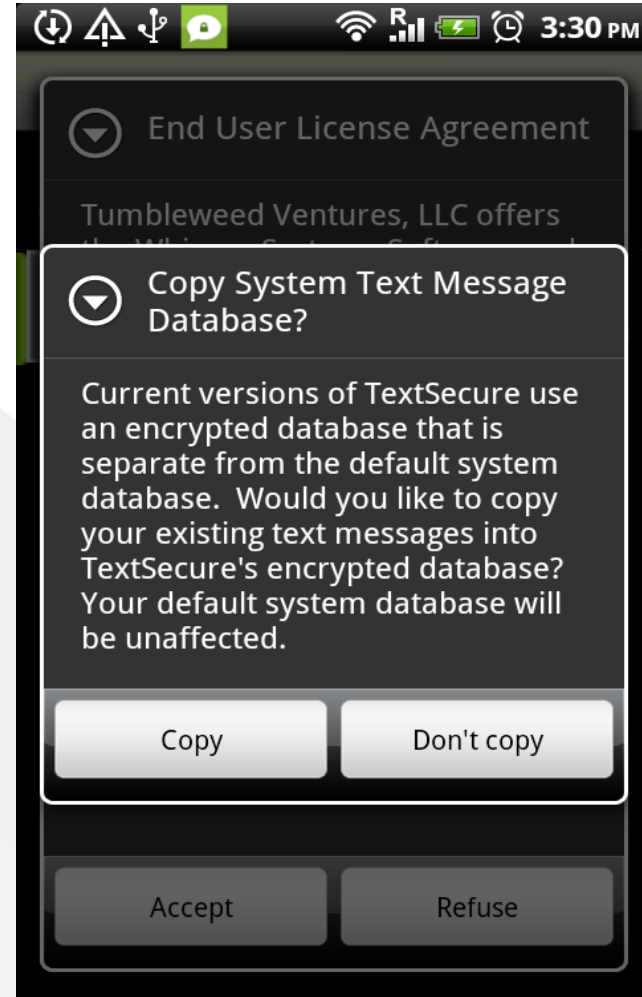 R 3:30 PM
End User License Agreement
Tumbleweed Ventures, LLC offers
Copy System Text Message
Database?
Current versions of TextSecure use
an encrypted database that is
separate from the default system
database.  Would you like to copy
your existing text messages into
TextSecure's encrypted database?
Your default system database will
be unaffected.
Copy Don't copy
Accept Refuse